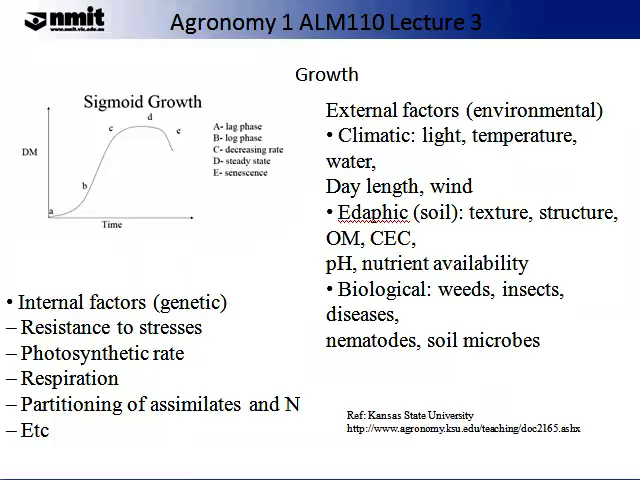 nmit
www.nmit.vic.edu.au
Agronomy 1 ALM110 Lecture 3
Growth
Sigmoid Growth
DM
a
b
c
d
e
Time
A- lag phase
B- log phase
C- decreasing rate
D- steady state
E- senescence
• Internal factors (genetic)
– Resistance to stresses
– Photosynthetic rate
– Respiration
– Partitioning of assimilates and N
– Etc
External factors (environmental)
• Climatic: light, temperature,
water,
Day length, wind
• Edaphic (soil): texture, structure,
OM, CEC,
pH, nutrient availability
• Biological: weeds, insects,
diseases,
nematodes, soil microbes
Ref: Kansas State University
http://www.agronomy.ksu.edu/teaching/doc2165.ashx